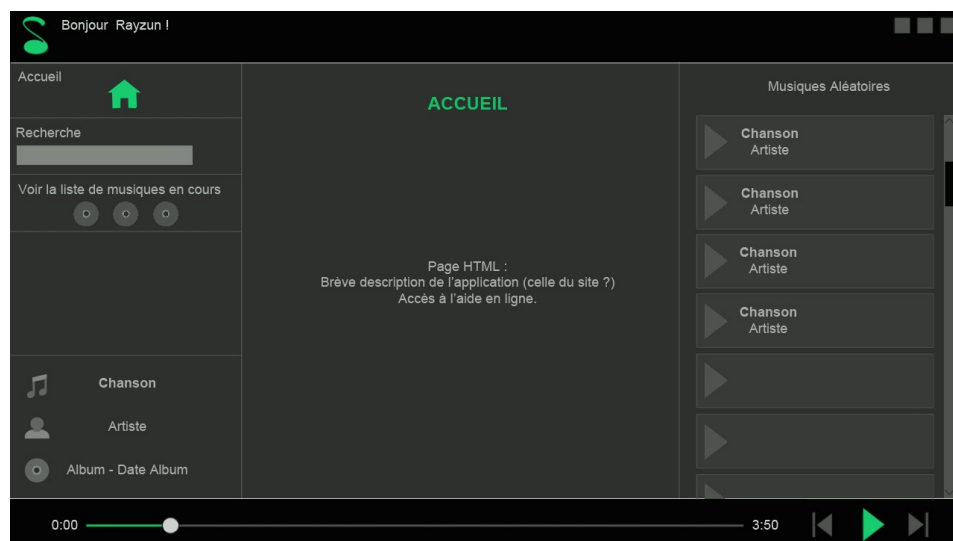 Bonjour Rayzun !
Accueil
Recherche
Voir la liste de musiques en cours
Chanson
Artiste
Album - Date Album
ACCUEIL
Page HTML :
Brève description de l'application (celle du site ?)
Accès à l'aide en ligne.
Musiques Aléatoires
Chanson
Artiste
Chanson
Artiste
Chanson
Artiste
Chanson
Artiste
0:00
3:50